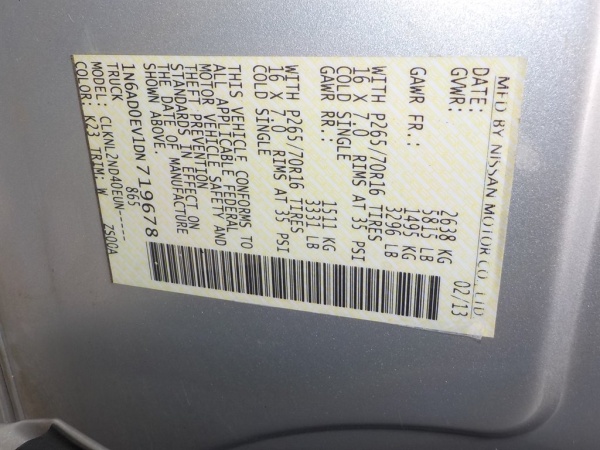 MFD BY NISSAN MOTOR CO., LTD
DATE: 02/13
GVWR: 2638 KG
5815 LB
GAWR FR.: 1495 KG
3296 LB
WITH P265/70R16 TIRES
16 X 7.0 RIMS AT 35 PSI
COLD SINGLE
GAWR RR.: 1511 KG
3331 LB
WITH P265/70R16 TIRES
16 X 7.0 RIMS AT 35 PSI
COLD SINGLE
THIS VEHICLE CONFORMS TO
ALL APPLICABLE FEDERAL
MOTOR VEHICLE SAFETY AND
THEFT PREVENTION
STANDARDS IN EFFECT ON
THE DATE OF MANUFACTURE
SHOWN ABOVE.
1N6AD0EV1DN719678
TRUCK 865
MODEL: CLKNL2ND40EUN-----
COLOR: K23 TRIM: W 250GA